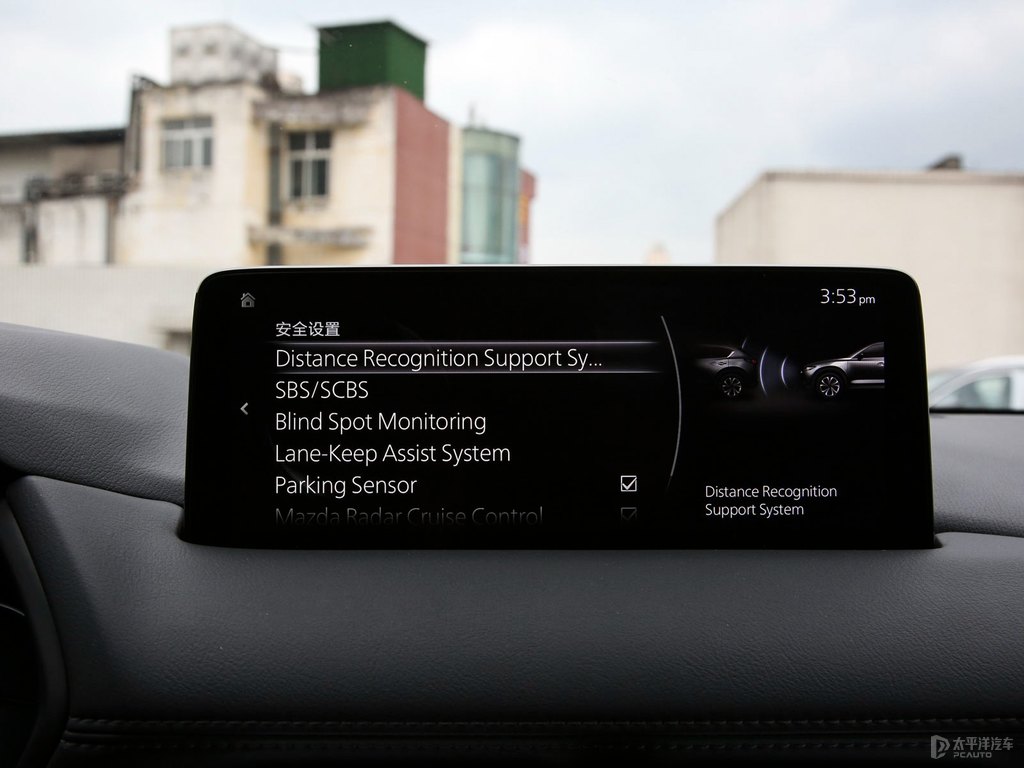 3:53 pm
安全设置
Distance Recognition Support Sy...
SBS/SCBS
Blind Spot Monitoring
Lane-Keep Assist System
Parking Sensor
Mazda Radar Cruise Control
Distance Recognition
Support System
太平洋汽车
PCAUTO